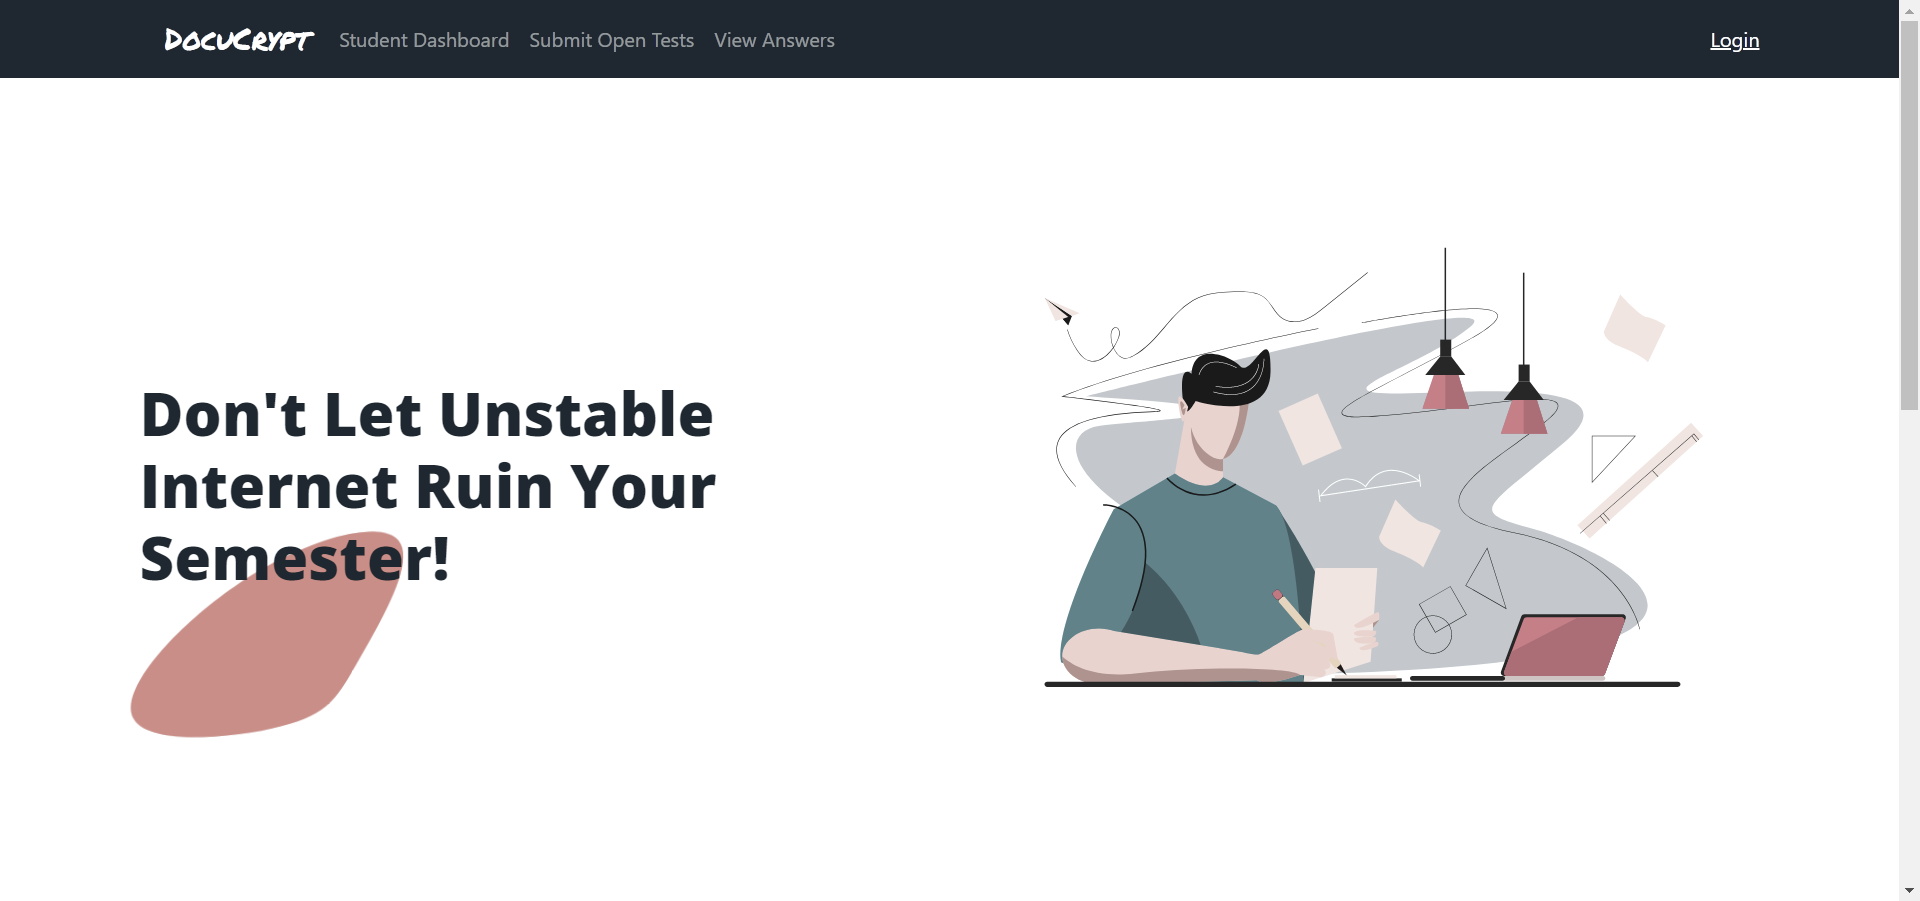 DocuCrypt Student Dashboard Submit Open Tests View Answers Login
Don't Let Unstable
Internet Ruin Your
Semester!